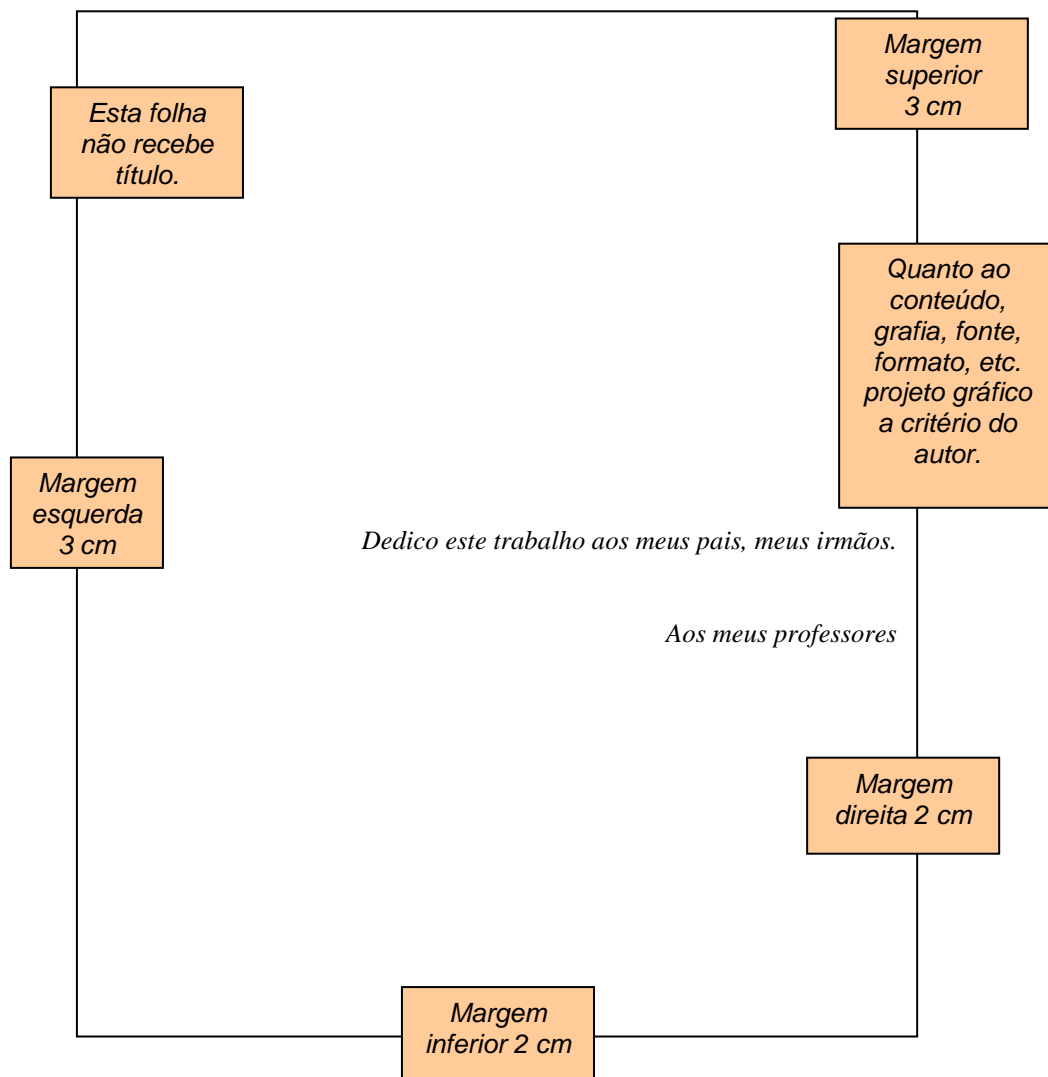 Margem
superior
3 cm
Esta folha
não recebe
título.
Quanto ao
conteúdo,
grafia, fonte,
formato, etc.
projeto gráfico
a critério do
autor.
Margem
esquerda
3 cm
Dedico este trabalho aos meus pais, meus irmãos.
Aos meus professores
Margem
direita 2 cm
Margem
inferior 2 cm